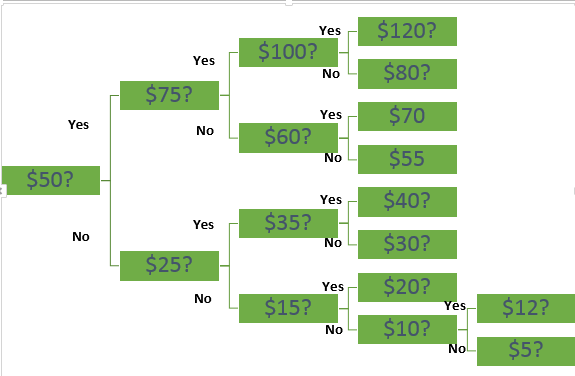 Yes
$120?
$100?
Yes
No
$80?
$75?
Yes
Yes
$70
No
$60?
No
$55
$50?
Yes
$40?
Yes
$35?
No
No
$30?
$25?
Yes
$20?
No
$15?
Yes
$12?
No
$10?
No
$5?